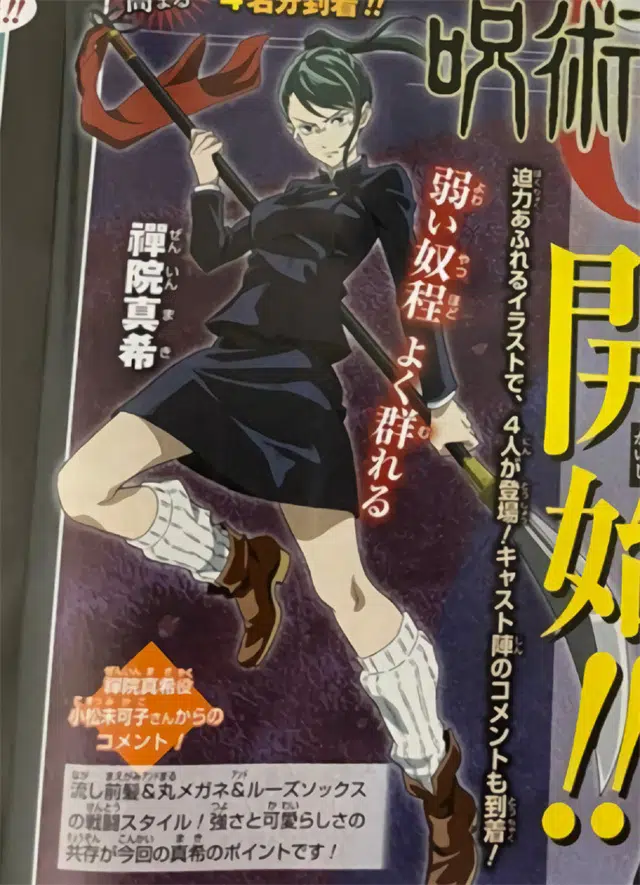 !!!
4名分到着!!
呪術
迫力あふれるイラストで、4人が登場!キャスト陣のコメントも到着!
開始!!
弱い奴程
よく群れる
禪院真希
禪院真希役
小松未可子さんからの
コメント!
流し前髪&丸メガネ&ルーズソックス
の戦闘スタイル!強さと可愛らしさの
共存が今回の真希のポイントです!